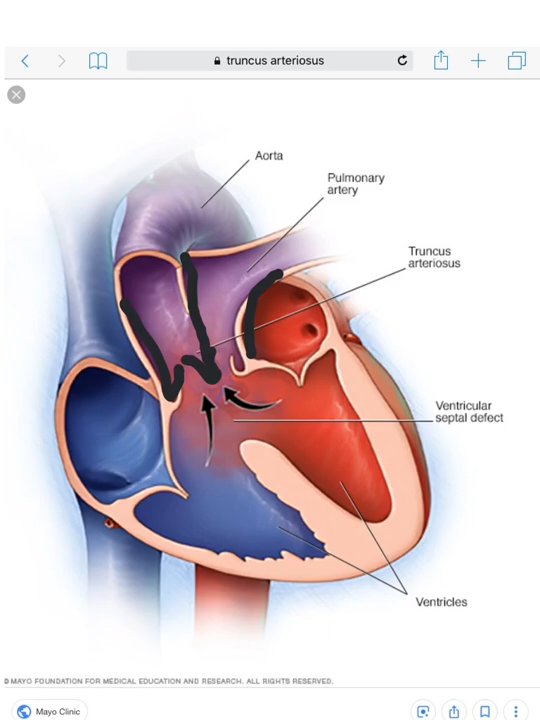 truncus arteriosus
Aorta
Pulmonary
artery
Truncus
arteriosus
Ventricular
septal defect
Ventricles
MAYO FOUNDATION FOR MEDICAL EDUCATION AND RESEARCH. ALL RIGHTS RESERVED.
Mayo Clinic